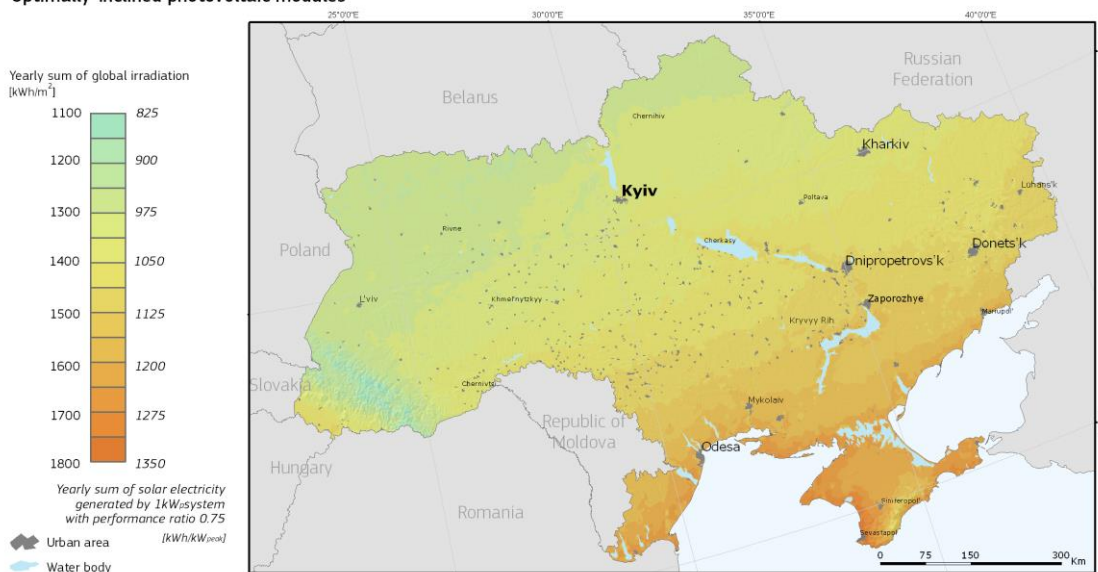 Optimally-inclined photovoltaic modules
25°0'0"E
30°0'0"E
35°0'0"E
40°0'0"E
Yearly sum of global irradiation
[kWh/m²]
1100 825
1200 900
1300 975
1400 1050
1500 1125
1600 1200
1700 1275
1800 1350
Yearly sum of solar electricity
generated by 1kWp system
with performance ratio 0.75
[kWh/kWpeak]
Urban area
Water body
Belarus
Russian
Federation
Chernihiv
Kharkiv
Kyiv
Luhans'k
Poltava
Rivne
Poland
Cherkasy
Donets'k
Dnipropetrovs'k
L'viv
Zaporozhye
Mariupol'
Kryvyy Rih
Slovakia
Mykolaiv
Republic of
Moldova
Odesa
Hungary
Romania
Sevastapol
0 75 150 300
Km